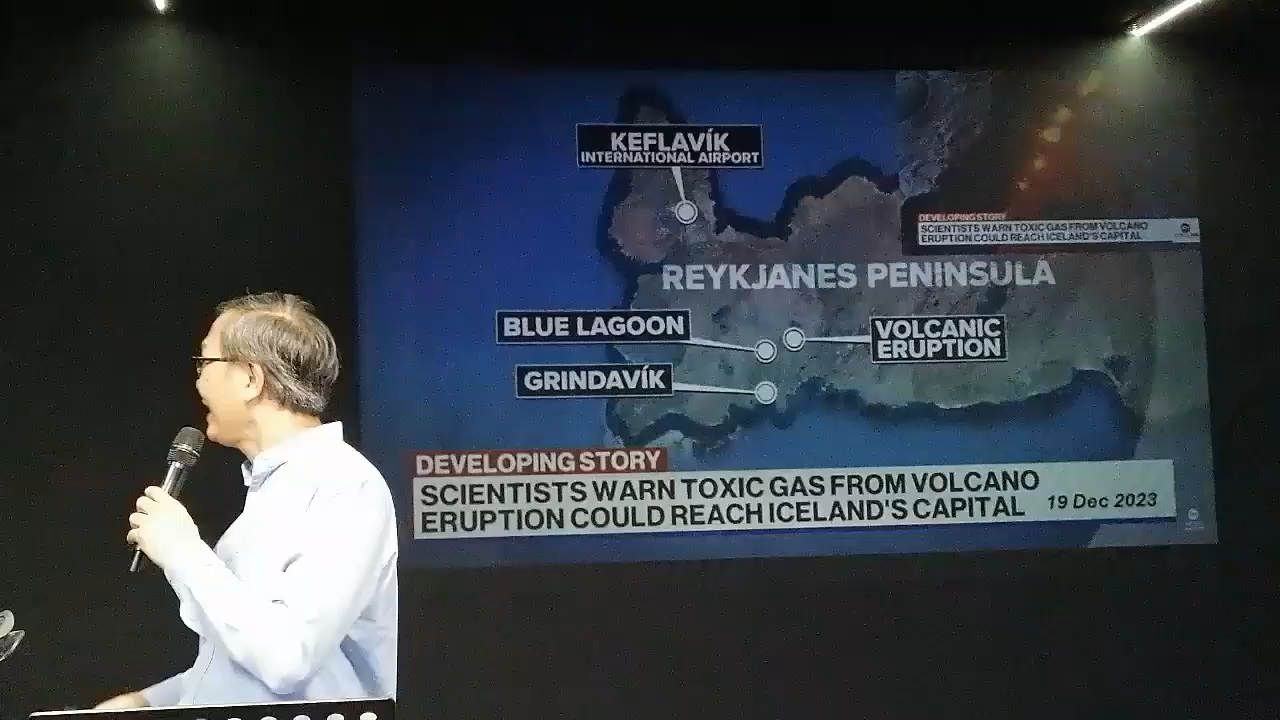 KEFLAVÍK
INTERNATIONAL AIRPORT
DEVELOPING STORY
SCIENTISTS WARN TOXIC GAS FROM VOLCANO
ERUPTION COULD REACH ICELAND'S CAPITAL
REYKJANES PENINSULA
BLUE LAGOON
VOLCANIC
ERUPTION
GRINDAVÍK
DEVELOPING STORY
SCIENTISTS WARN TOXIC GAS FROM VOLCANO
ERUPTION COULD REACH ICELAND'S CAPITAL
19 Dec 2023